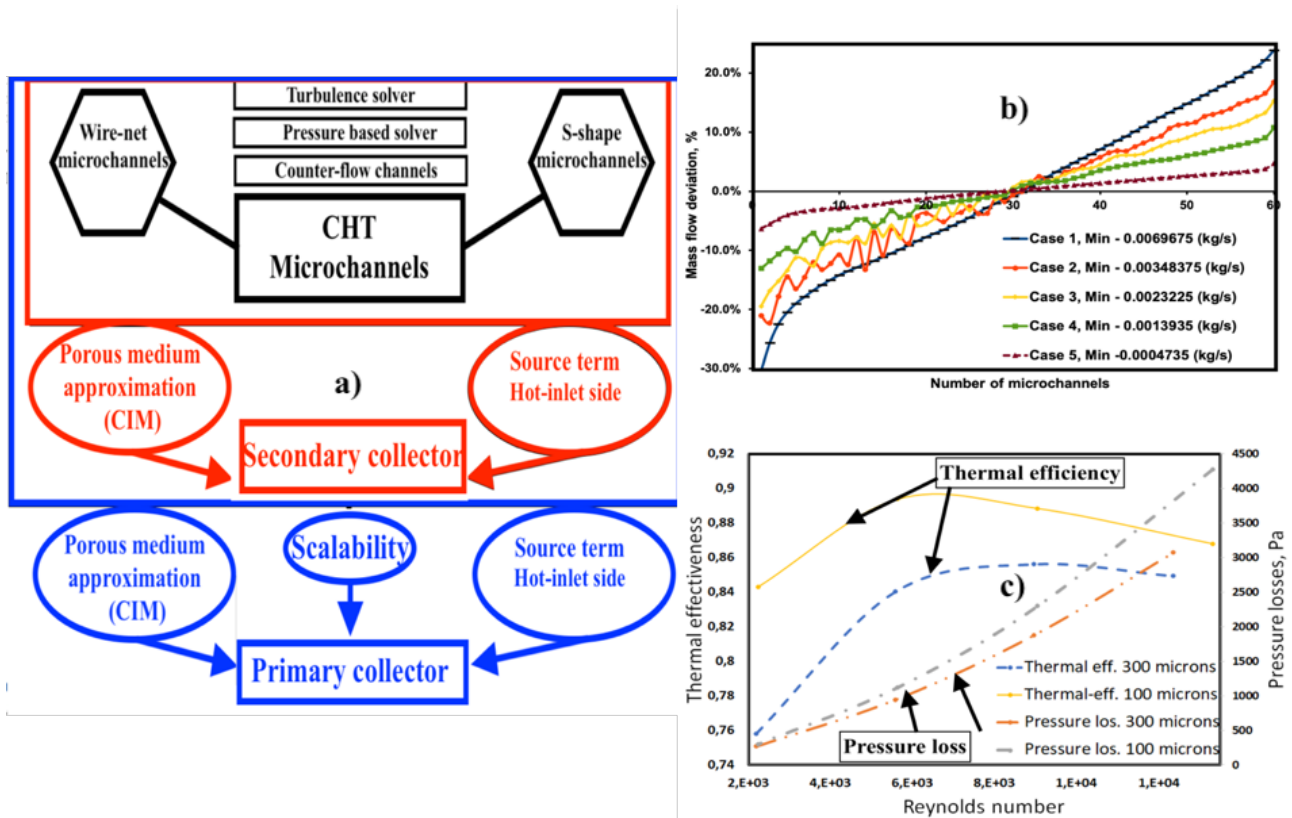 Turbulence solver
Pressure based solver
Counter-flow channels
Wire-net
microchannels
S-shape
microchannels
CHT
Microchannels
Porous medium
approximation
(CIM)
a)
Source term
Hot-inlet side
Secondary collector
Porous medium
approximation
(CIM)
Scalability
Source term
Hot-inlet side
Primary collector
b)
Mass flow deviation, %
20.0%
10.0%
0.0%
-10.0%
-20.0%
-30.0%
0
10
20
30
40
50
60
Number of microchannels
Case 1, Min - 0.0069675 (kg/s)
Case 2, Min - 0.00348375 (kg/s)
Case 3, Min - 0.0023225 (kg/s)
Case 4, Min - 0.0013935 (kg/s)
Case 5, Min -0.0004735 (kg/s)
c)
Thermal effectiveness
0,92
0,9
0,88
0,86
0,84
0,82
0,8
0,78
0,76
0,74
Thermal efficiency
Pressure loss
Thermal eff. 300 microns
Thermal-eff. 100 microns
Pressure los. 300 microns
Pressure los. 100 microns
4500
4000
3500
3000
2500
2000
1500
1000
500
0
Pressure losses, Pa
2,E+03
4,E+03
6,E+03
8,E+03
1,E+04
1,E+04
Reynolds number